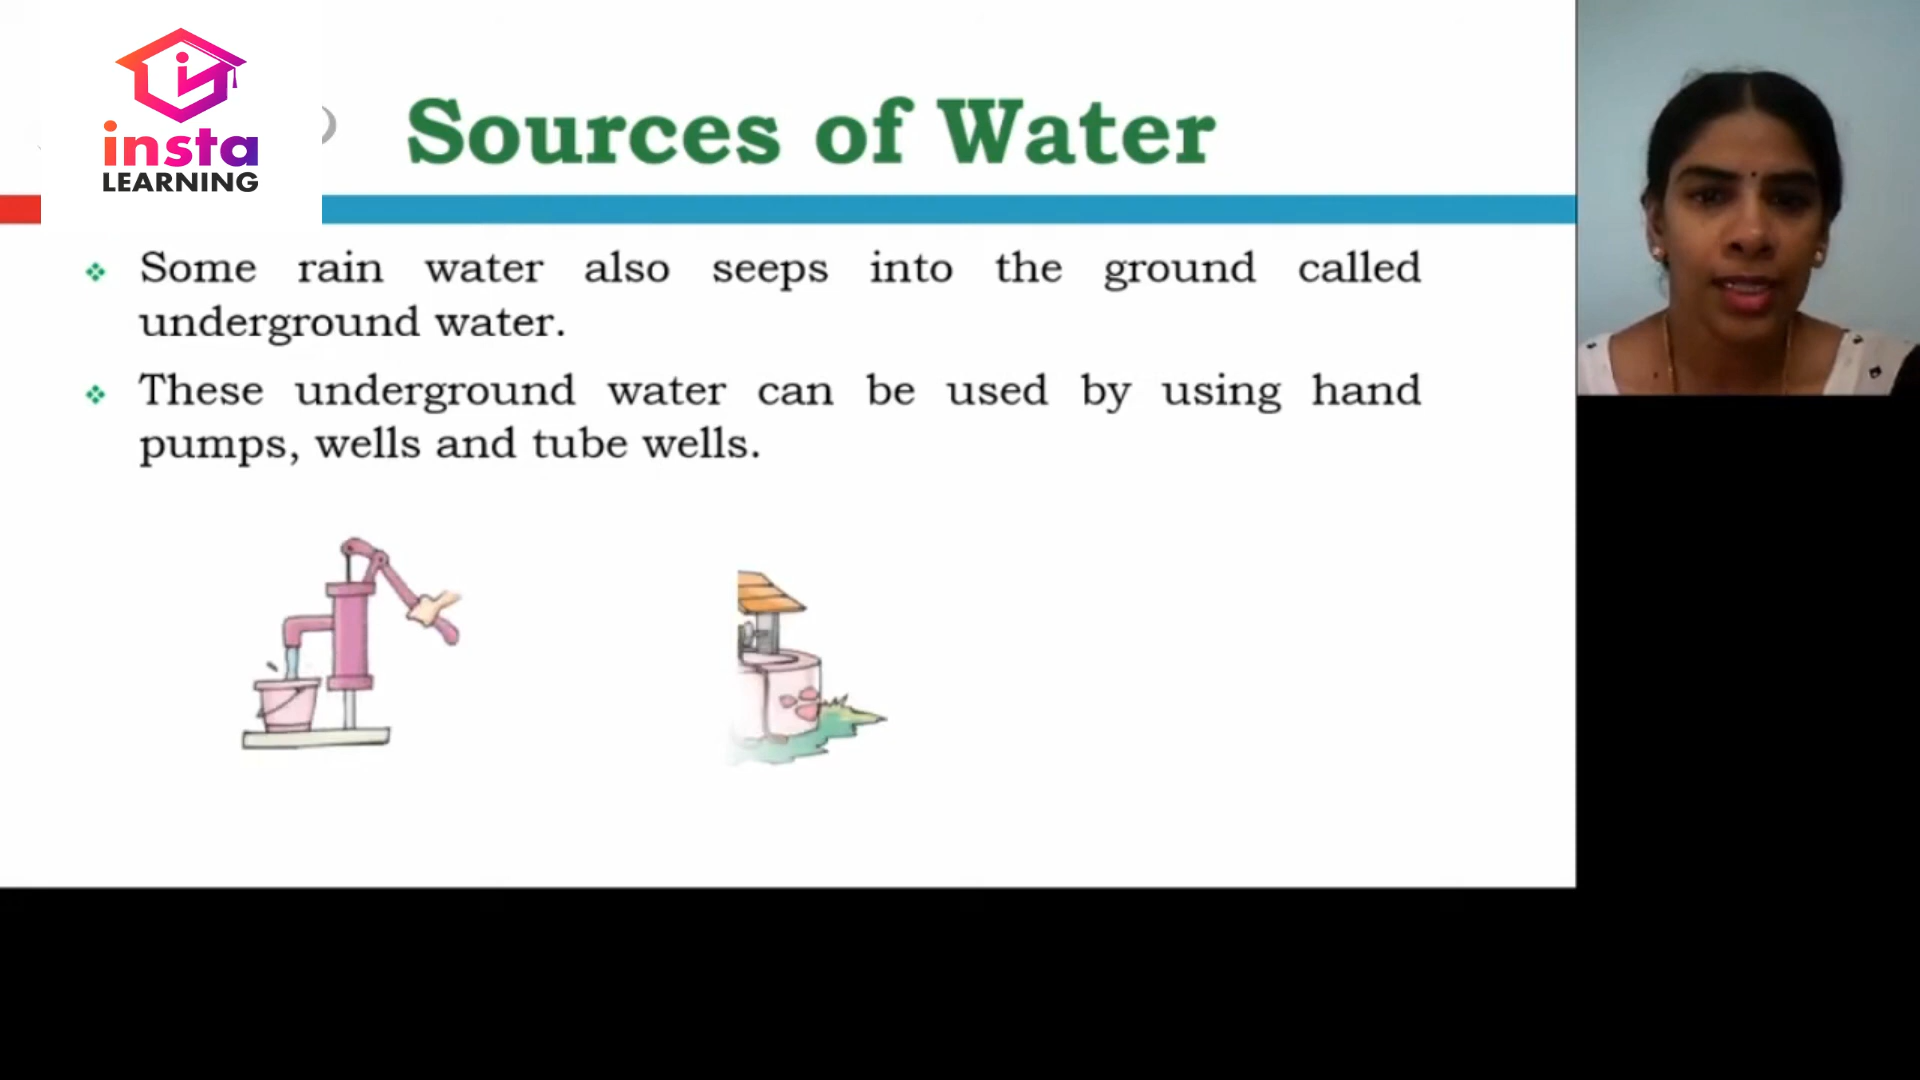 insta
LEARNING
Sources of Water
Some rain water also seeps into the ground called
underground water.
These underground water can be used by using hand
pumps, wells and tube wells.